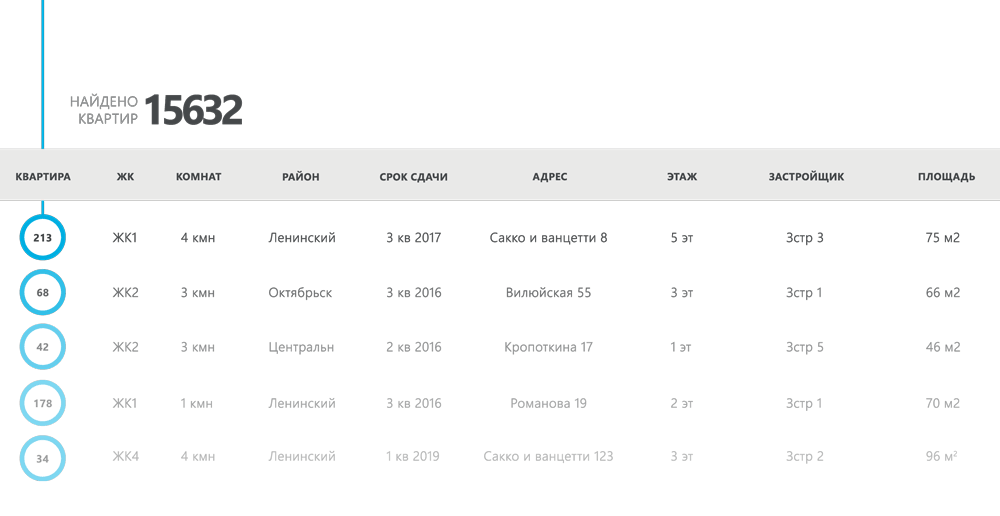 НАЙДЕНО
КВАРТИР 15632
КВАРТИРА ЖК КОМНАТ РАЙОН СРОК СДАЧИ АДРЕС ЭТАЖ ЗАСТРОЙЩИК ПЛОЩАДЬ
213 ЖК1 4 кмн Ленинский 3 кв 2017 Сакко и ванцетти 8 5 эт Зстр 3 75 м2
68 ЖК2 3 кмн Октябрьск 3 кв 2016 Вилюйская 55 3 эт Зстр 1 66 м2
42 ЖК2 3 кмн Центральн 2 кв 2016 Кропоткина 17 1 эт Зстр 5 46 м2
178 ЖК1 1 кмн Ленинский 3 кв 2016 Романова 19 2 эт Зстр 1 70 м2
34 ЖК4 4 кмн Ленинский 1 кв 2019 Сакко и ванцетти 123 3 эт Зстр 2 96 м²